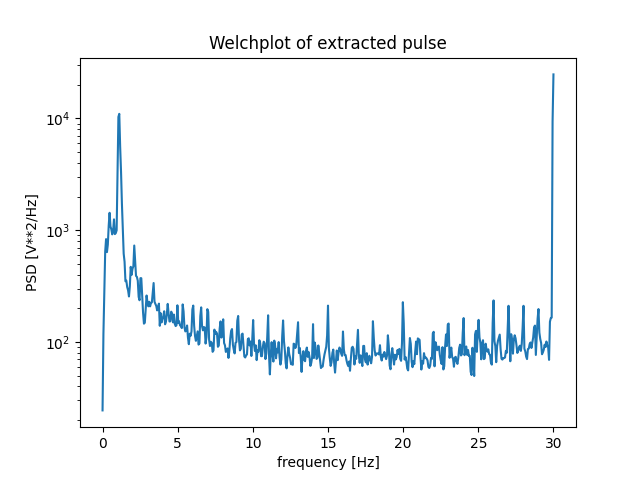 Welchplot of extracted pulse
PSD [V**2/Hz]
10^4
10^3
10^2
0 5 10 15 20 25 30
frequency [Hz]